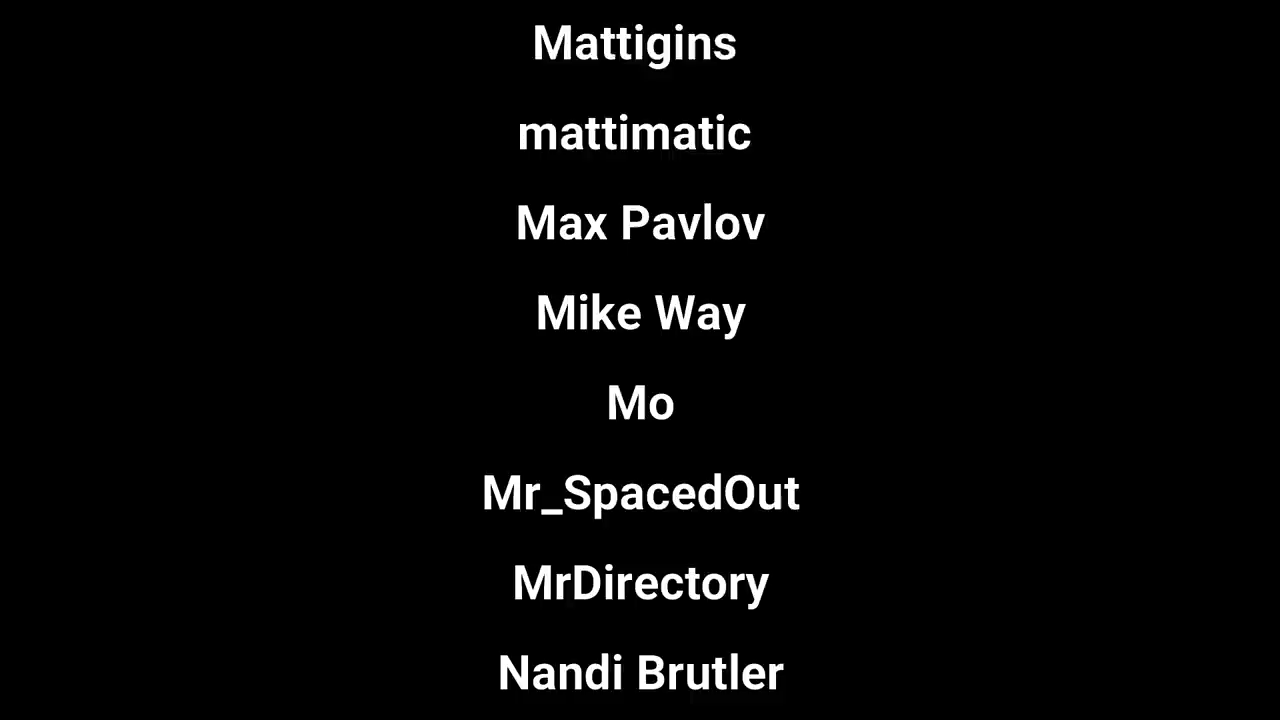 Mattigins
mattimatic
Max Pavlov
Mike Way
Mo
Mr_SpacedOut
MrDirectory
Nandi Brutler